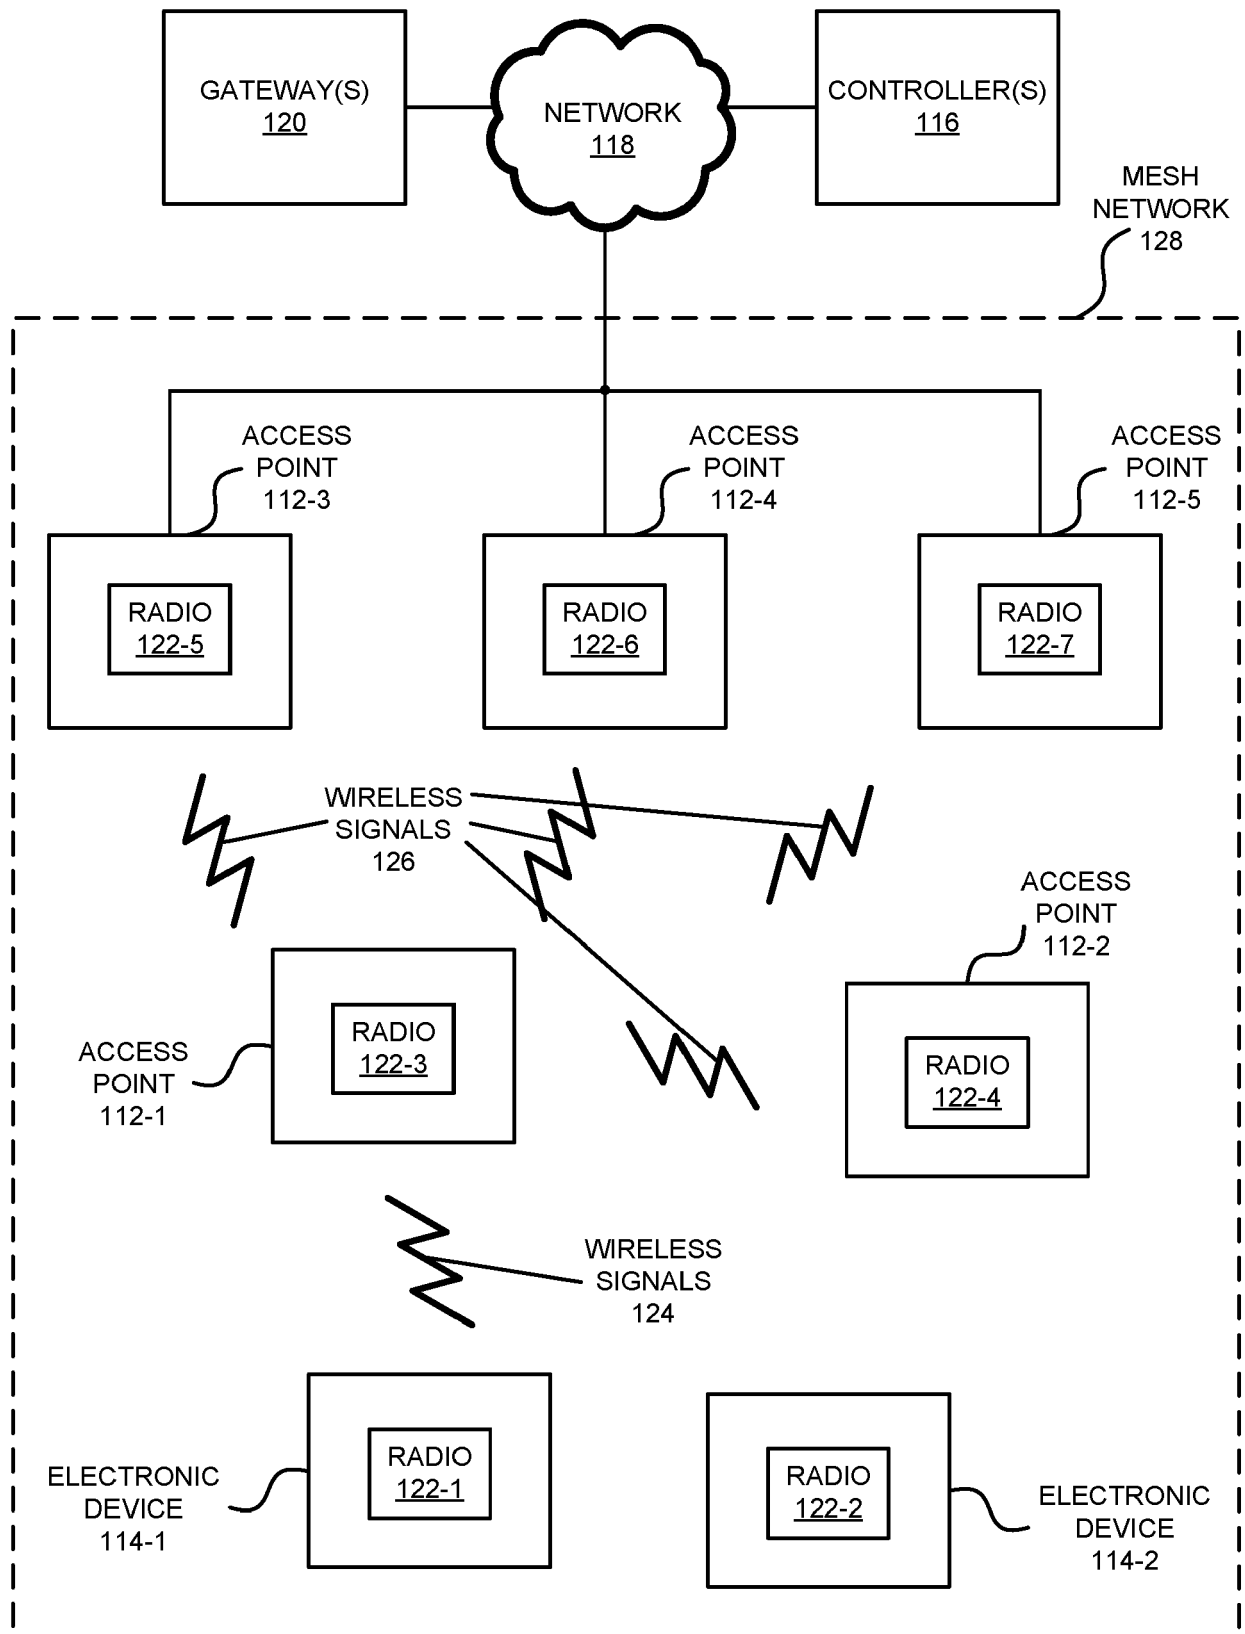 GATEWAY(S)
120
NETWORK
118
CONTROLLER(S)
116
MESH
NETWORK
128
ACCESS
POINT
112-3
ACCESS
POINT
112-4
ACCESS
POINT
112-5
RADIO
122-5
RADIO
122-6
RADIO
122-7
WIRELESS
SIGNALS
126
ACCESS
POINT
112-2
RADIO
122-3
ACCESS
POINT
112-1
RADIO
122-4
WIRELESS
SIGNALS
124
RADIO
122-1
ELECTRONIC
DEVICE
114-1
RADIO
122-2
ELECTRONIC
DEVICE
114-2